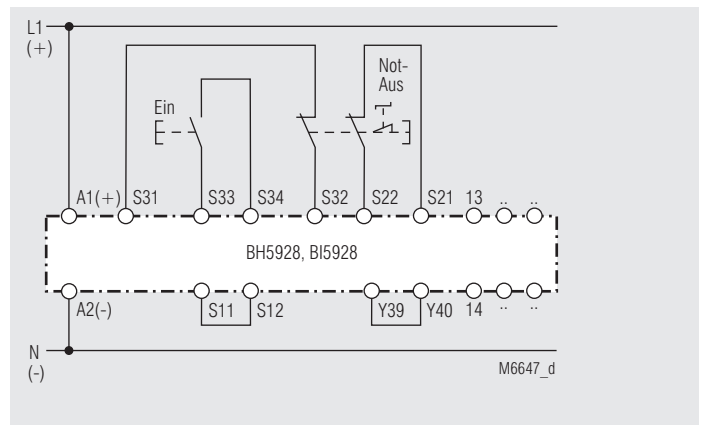 L1
(+)
Not-
Aus
Ein
A1(+) S31 S33 S34 S32 S22 S21 13 .. ..
BH5928, BI5928
A2(-) S11 S12 Y39 Y40 14 .. ..
N
(-)
M6647_d